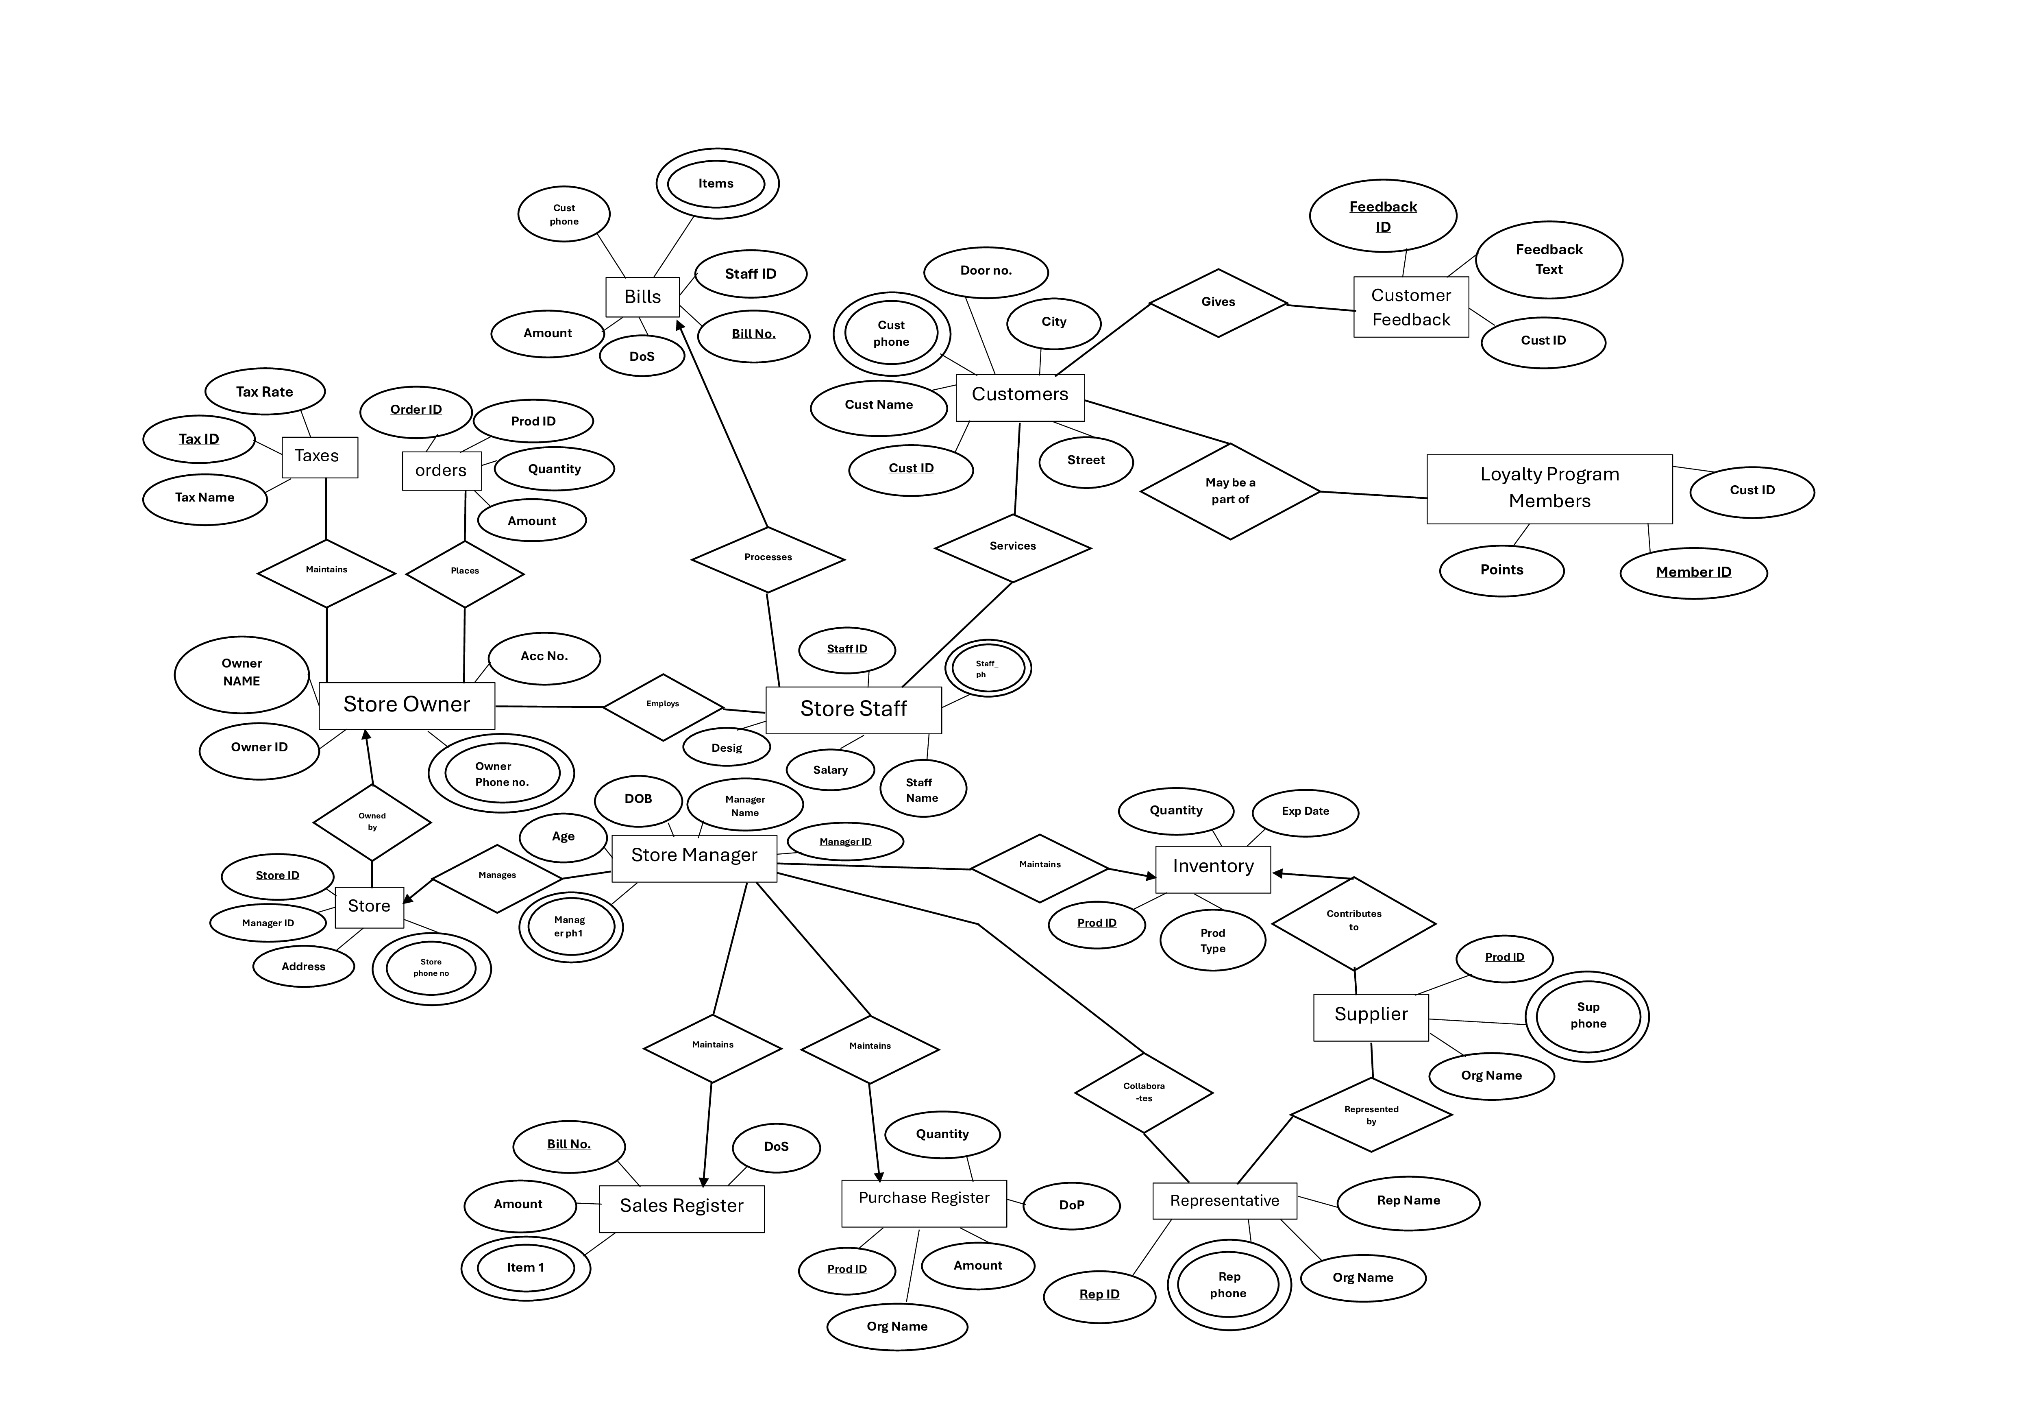 Items
Cust
phone
Staff ID
Bills
Amount
DoS
Bill No.
Feedback
ID
Feedback
Text
Customer
Feedback
Cust ID
Gives
Door no.
City
Cust
phone
Customers
Cust Name
Cust ID
Street
Tax Rate
Tax ID
Taxes
Tax Name
Order ID
Prod ID
orders
Quantity
Amount
May be a
part of
Loyalty Program
Members
Cust ID
Points
Member ID
Maintains
Places
Processes
Services
Owner
NAME
Acc No.
Store Owner
Owner ID
Owner
Phone no.
Employs
Staff ID
Staff_
ph
Store Staff
Desig
Salary
Staff
Name
Owned
by
DOB
Manager
Name
Age
Store Manager
Manager ID
Manag
er ph1
Manages
Store ID
Store
Manager ID
Address
Store
phone no
Maintains
Quantity
Exp Date
Inventory
Prod ID
Prod
Type
Contributes
to
Prod ID
Supplier
Sup
phone
Org Name
Maintains
Maintains
Collabora
-tes
Represented
by
Bill No.
DoS
Amount
Sales Register
Item 1
Quantity
Purchase Register
DoP
Prod ID
Amount
Org Name
Representative
Rep Name
Rep ID
Rep
phone
Org Name